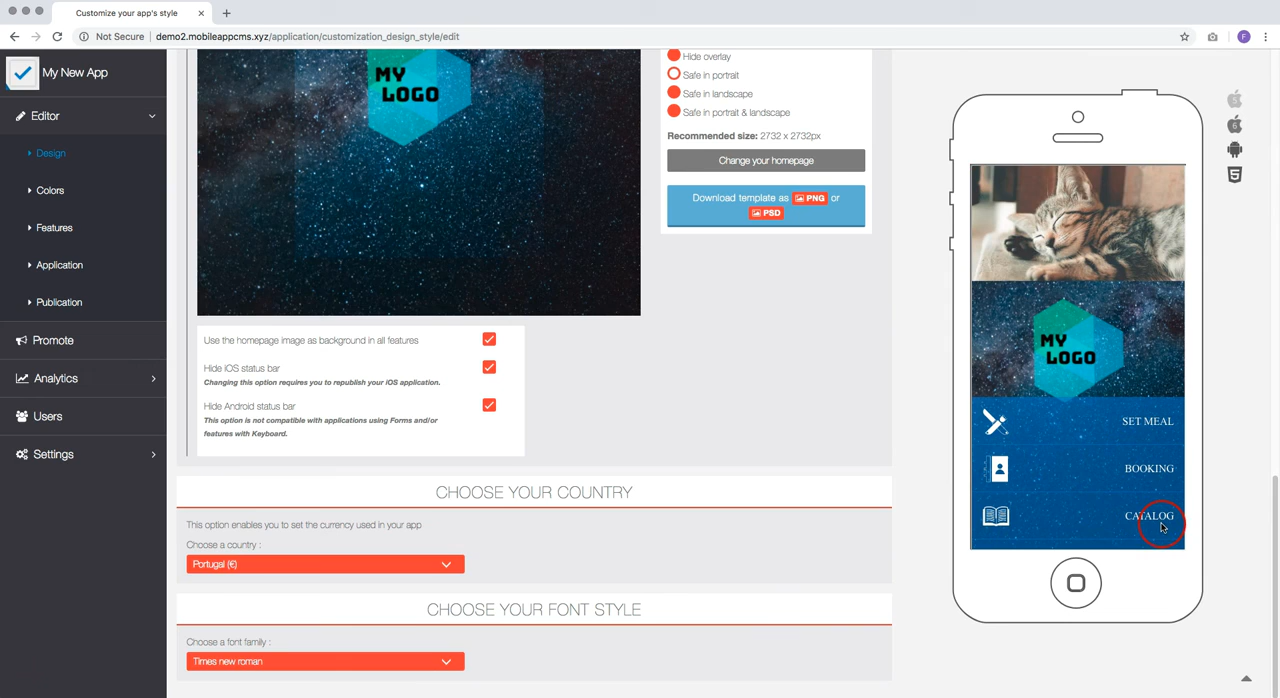 Customize your app's style
Not Secure
demo2.mobileappcms.xyz/application/customization_design_style/edit
F
My New App
Editor
Design
Colors
Features
Application
Publication
Promote
Analytics
Users
Settings
MY
LOGO
Hide overlay
Safe in portrait
Safe in landscape
Safe in portrait & landscape
Recommended size: 2732 x 2732px
Change your homepage
Download template as PNG or
PSD
Use the homepage image as background in all features
Hide iOS status bar
Changing this option requires you to republish your iOS application.
Hide Android status bar
This option is not compatible with applications using Forms and/or
features with Keyboard.
CHOOSE YOUR COUNTRY
This option enables you to set the currency used in your app
Choose a country :
Portugal (€)
CHOOSE YOUR FONT STYLE
Choose a font family :
Times new roman
MY
LOGO
SET MEAL
BOOKING
CATALOG
5
6
5